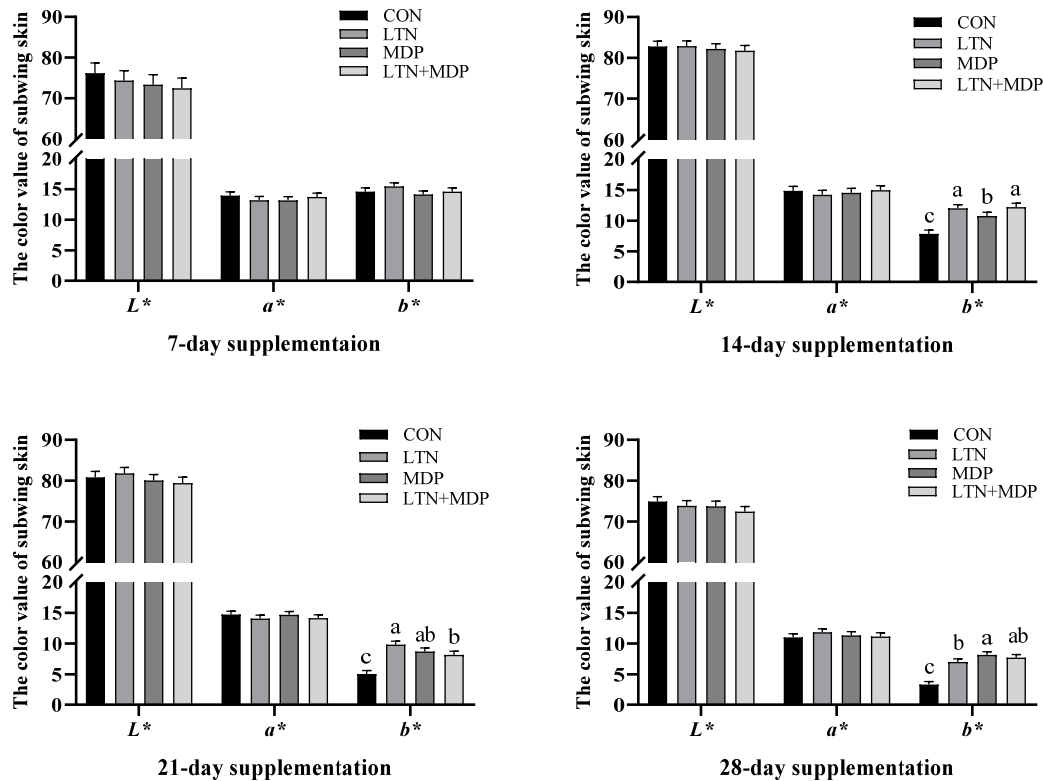 The color value of subwing skin
90
80
70
60
20
15
10
5
0
CON
LTN
MDP
LTN+MDP
L*
a*
b*
7-day supplementaion
The color value of subwing skin
90
80
70
60
20
15
10
5
0
CON
LTN
MDP
LTN+MDP
c
a
b
a
L*
a*
b*
14-day supplementation
The color value of subwing skin
90
80
70
60
20
15
10
5
0
CON
LTN
MDP
LTN+MDP
c
a
ab
b
L*
a*
b*
21-day supplementation
The color value of subwing skin
90
80
70
60
20
15
10
5
0
CON
LTN
MDP
LTN+MDP
c
b
a
ab
L*
a*
b*
28-day supplementation